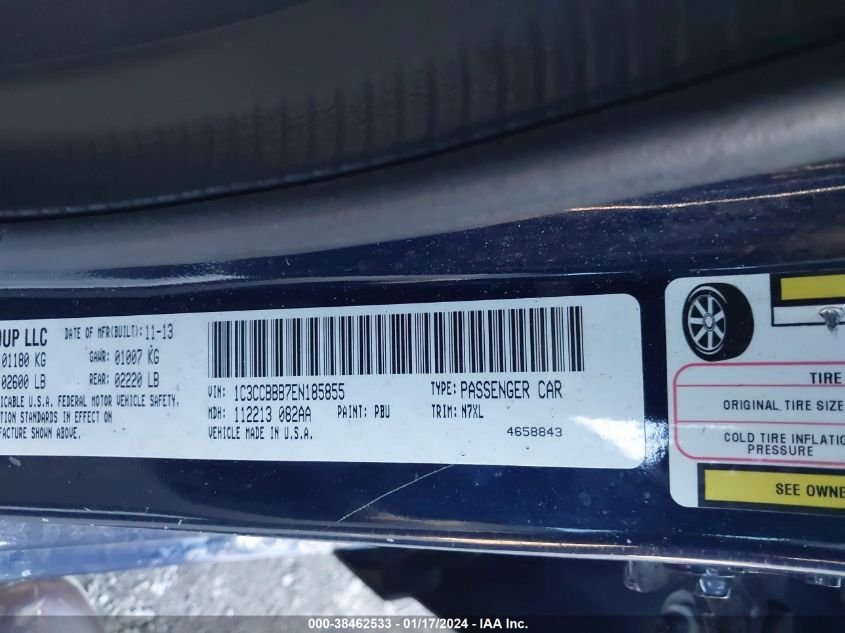 OUP LLC DATE OF MFR(BUILT): 11-13
01180 KG GAWR: 01007 KG
02600 LB REAR: 02220 LB
ICABLE U.S.A. FEDERAL MOTOR VEHICLE SAFETY,
TION STANDARDS IN EFFECT ON
FACTURE SHOWN ABOVE.
VIN: 1C3CCBBB7EN185855 TYPE: PASSENGER CAR
MDH: 112213 062AA PAINT: PBU TRIM: N7XL
VEHICLE MADE IN U.S.A. 4658843
TIRE
ORIGINAL TIRE SIZE
COLD TIRE INFLATIO
PRESSURE
SEE OWNE
000-38462533 - 01/17/2024 - IAA Inc.